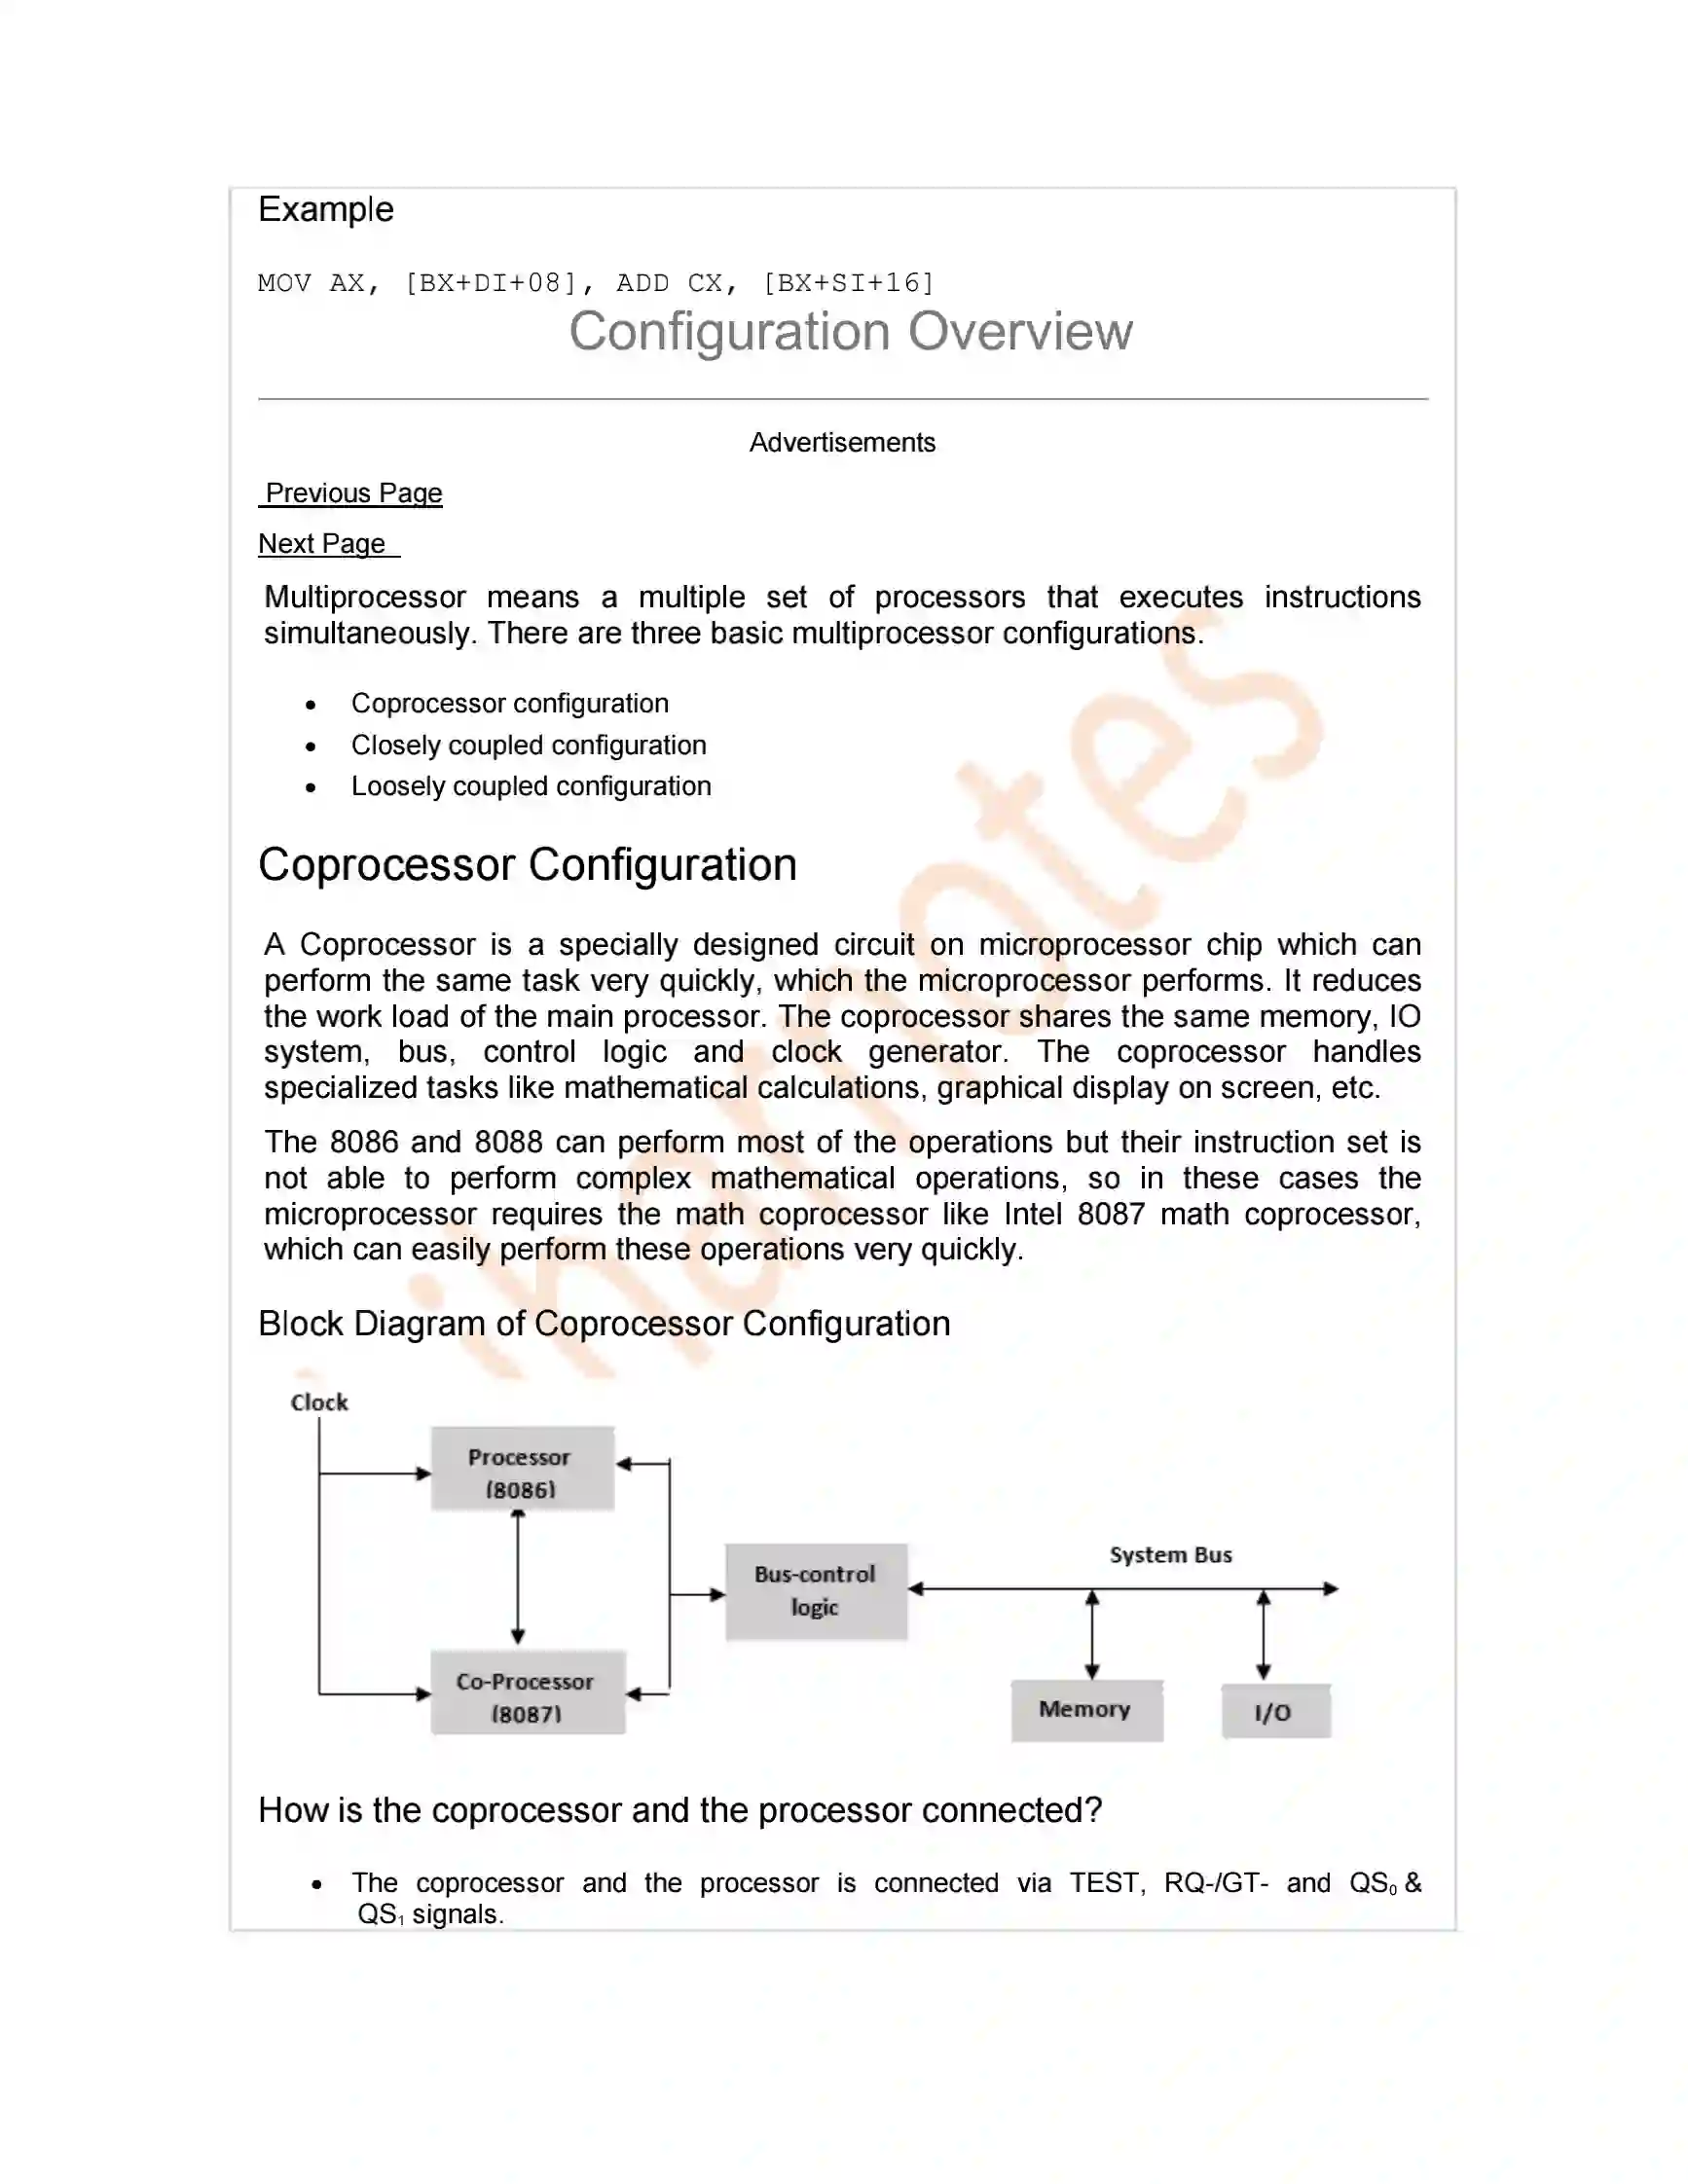 Example
MOV AX, [BX+DI+08], ADD CX, [BX+SI+16]
Configuration Overview
Advertisements
Previous Page
Next Page
Multiprocessor means a multiple set of processors that executes instructions
simultaneously. There are three basic multiprocessor configurations.
• Coprocessor configuration
• Closely coupled configuration
• Loosely coupled configuration
Coprocessor Configuration
A Coprocessor is a specially designed circuit on microprocessor chip which can
perform the same task very quickly, which the microprocessor performs. It reduces
the work load of the main processor. The coprocessor shares the same memory, IO
system, bus, control logic and clock generator. The coprocessor handles
specialized tasks like mathematical calculations, graphical display on screen, etc.
The 8086 and 8088 can perform most of the operations but their instruction set is
not able to perform complex mathematical operations, so in these cases the
microprocessor requires the math coprocessor like Intel 8087 math coprocessor,
which can easily perform these operations very quickly.
Block Diagram of Coprocessor Configuration
Clock
Processor
(8086)
Bus-control
logic
System Bus
Co-Processor
(8087)
Memory
I/O
How is the coprocessor and the processor connected?
• The coprocessor and the processor is connected via TEST, RQ-/GT- and QS₀ &
QS₁ signals.